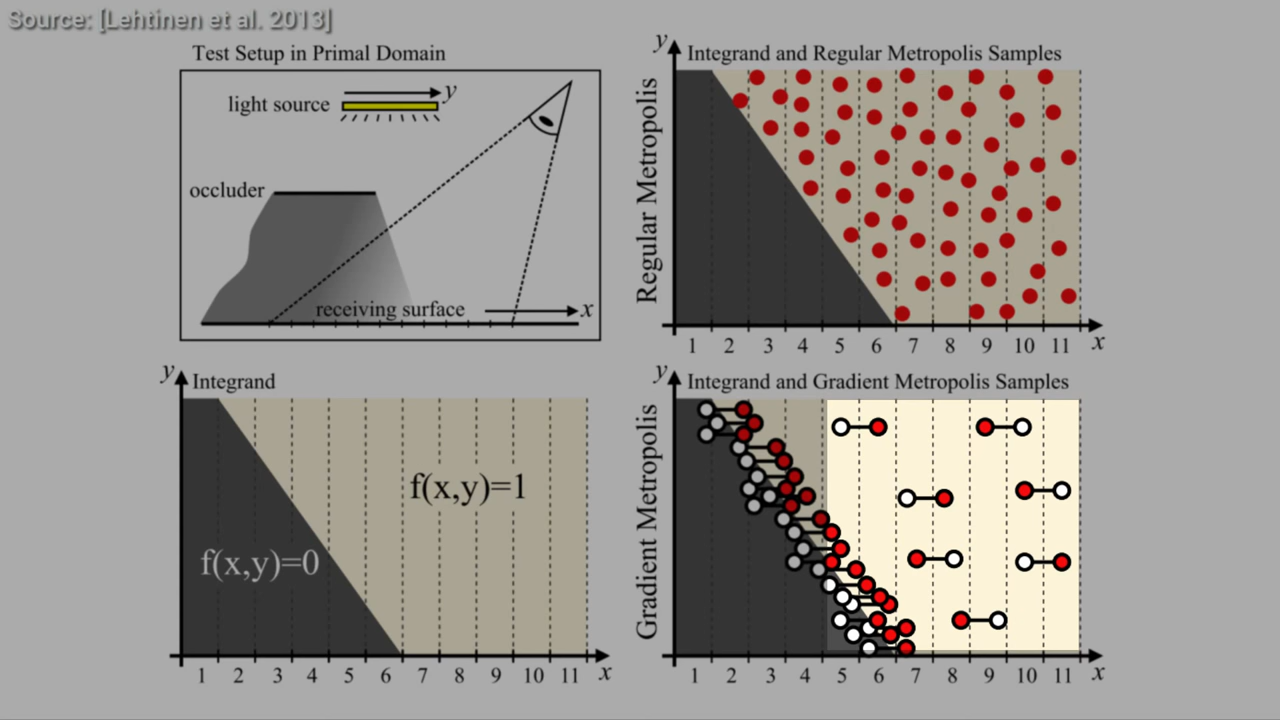 Source: [Lehtinen et al. 2013]
Test Setup in Primal Domain
light source
y
occluder
receiving surface
x
y
Integrand and Regular Metropolis Samples
Regular Metropolis
1 2 3 4 5 6 7 8 9 10 11 x
y
Integrand
f(x,y)=1
f(x,y)=0
1 2 3 4 5 6 7 8 9 10 11 x
y
Integrand and Gradient Metropolis Samples
Gradient Metropolis
1 2 3 4 5 6 7 8 9 10 11 x